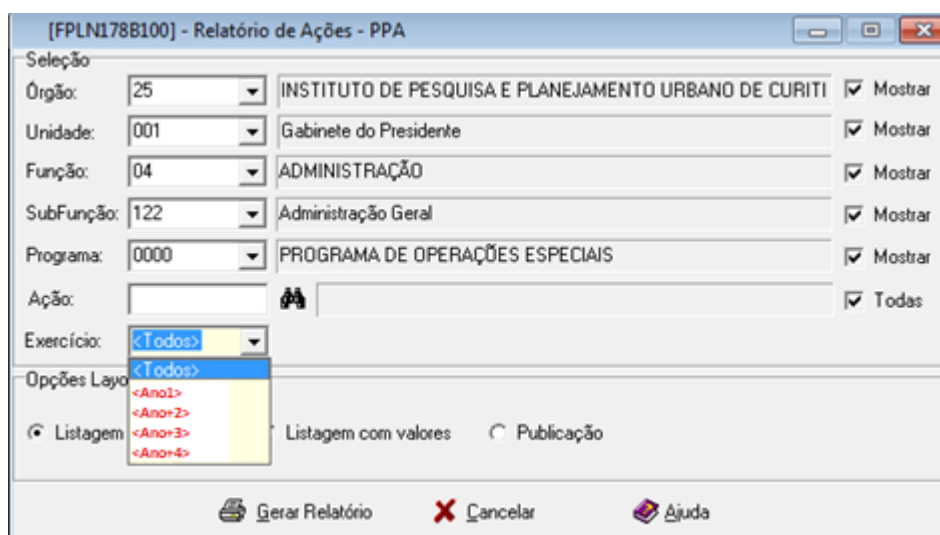 [FPLN178B100] - Relatório de Ações - PPA
Seleção
Órgão: 25 INSTITUTO DE PESQUISA E PLANEJAMENTO URBANO DE CURITI Mostrar
Unidade: 001 Gabinete do Presidente Mostrar
Função: 04 ADMINISTRAÇÃO Mostrar
SubFunção: 122 Administração Geral Mostrar
Programa: 0000 PROGRAMA DE OPERAÇÕES ESPECIAIS Mostrar
Ação: Todas
Exercício: <Todos>
<Todos>
Opções Layo
<Ano1>
<Ano+2>
Listagem <Ano+3> Listagem com valores Publicação
<Ano+4>
Gerar Relatório Cancelar Ajuda